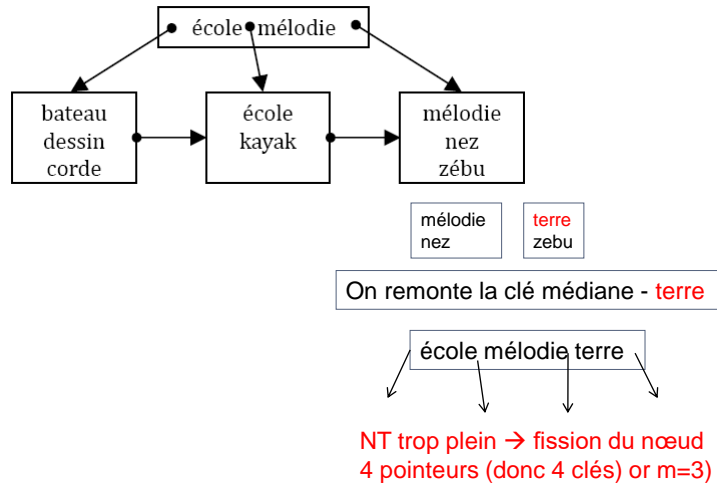 école mélodie
bateau
dessin
corde
école
kayak
mélodie
nez
zébu
mélodie
nez
terre
zebu
On remonte la clé médiane - terre
école mélodie terre
NT trop plein → fission du nœud
4 pointeurs (donc 4 clés) or m=3)